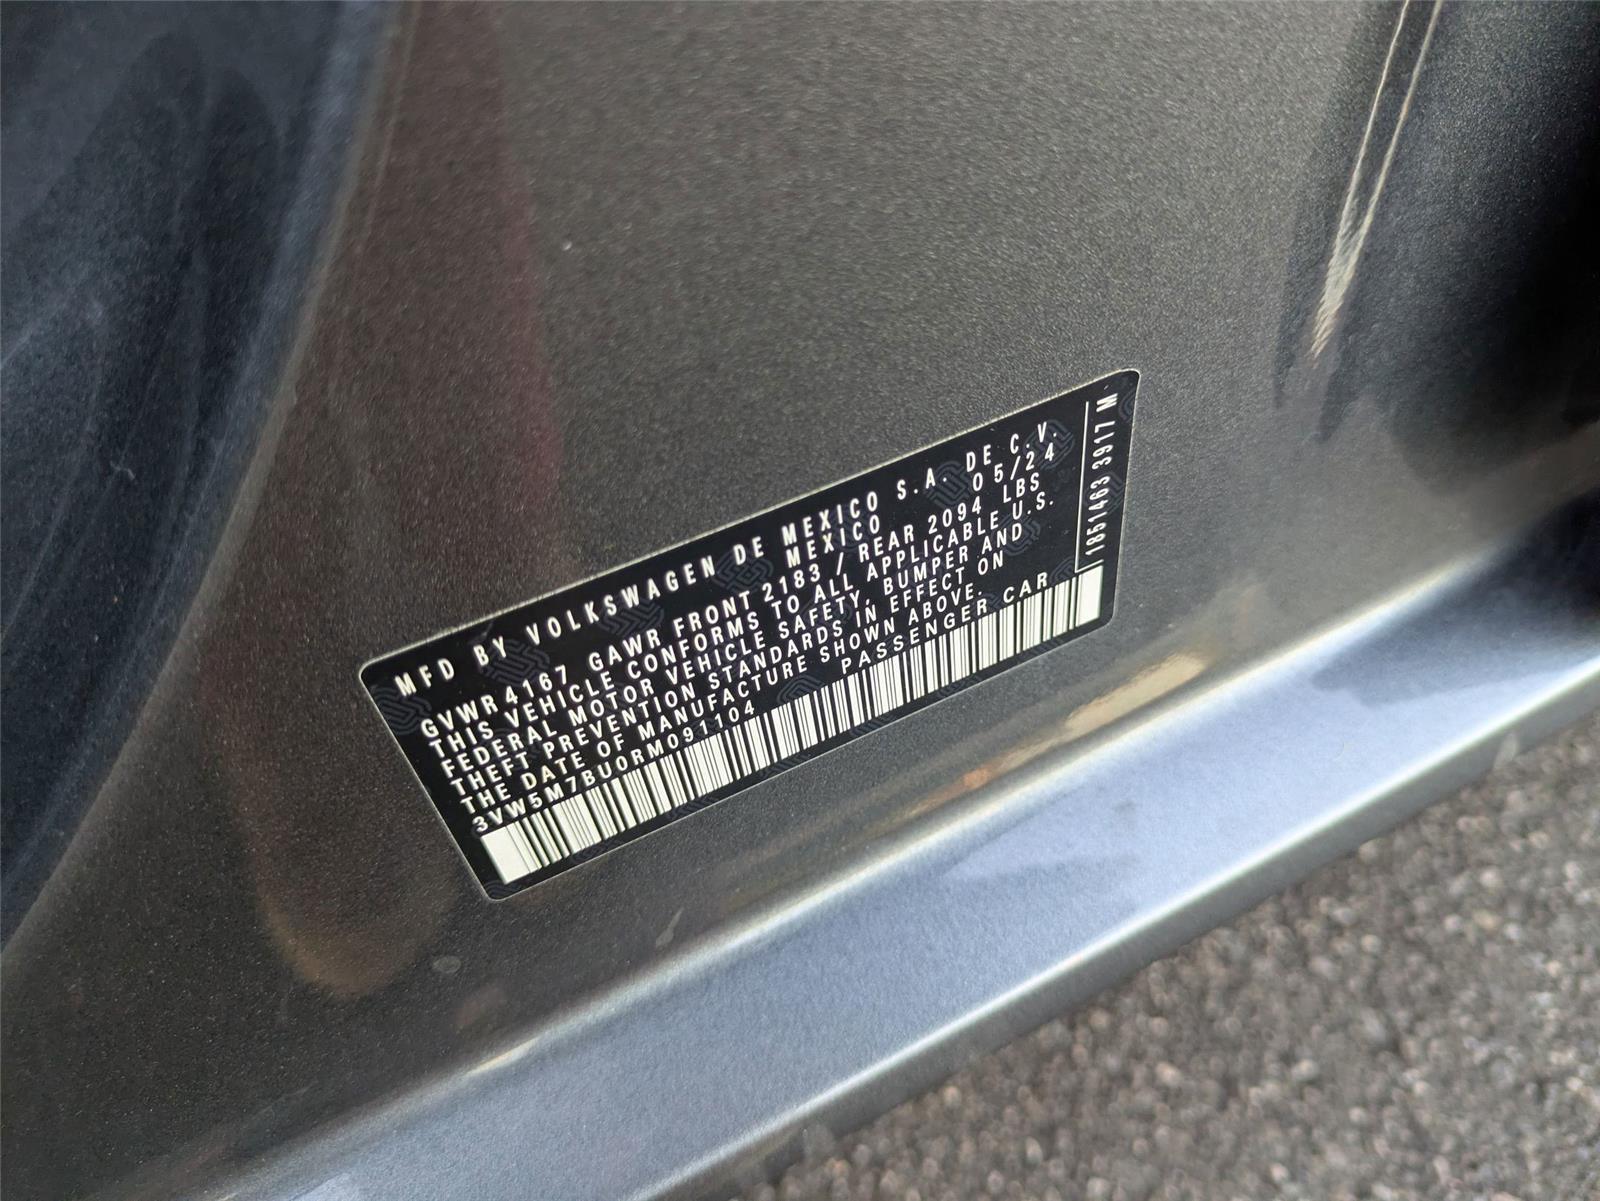 MFD BY VOLKSWAGEN DE MEXICO S.A. DE C.V.
MEXICO 05/24
GVWR 4167 GAWR FRONT 2183 / REAR 2094 LBS
THIS VEHICLE CONFORMS TO ALL APPLICABLE U.S.
FEDERAL MOTOR VEHICLE SAFETY, BUMPER AND
THEFT PREVENTION STANDARDS IN EFFECT ON
THE DATE OF MANUFACTURE SHOWN ABOVE.
3VW5M7BU0RM091104 PASSENGER CAR
1851463 3917 M